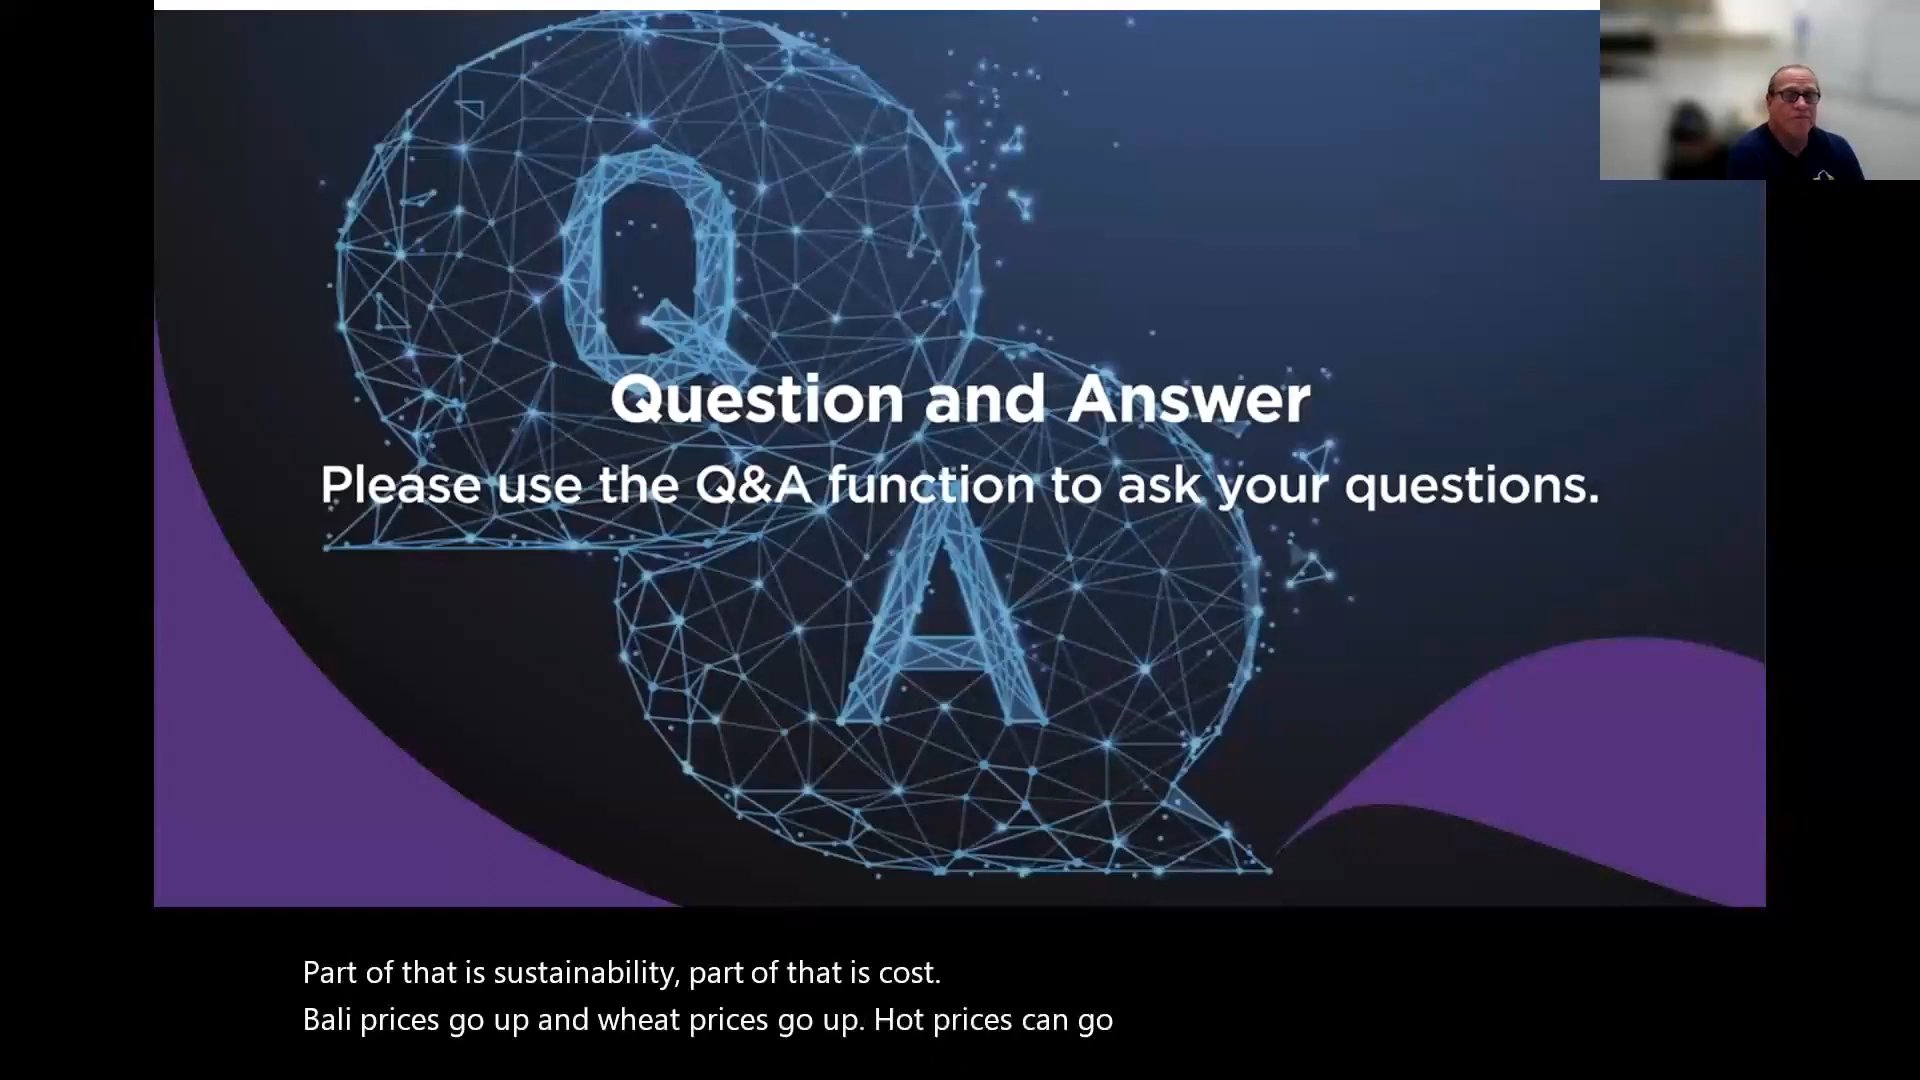 Q
Question and Answer
Please use the Q&A function to ask your questions.
A
Part of that is sustainability, part of that is cost.
Bali prices go up and wheat prices go up. Hot prices can go